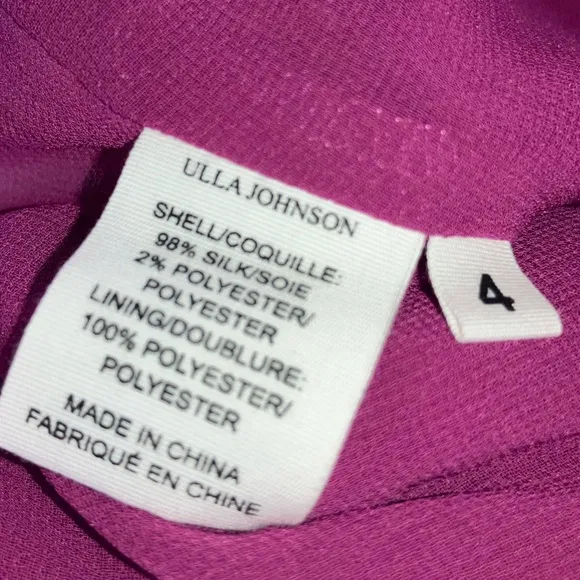 ULLA JOHNSON
SHELL/COQUILLE:
98% SILK/SOIE
2% POLYESTER/
POLYESTER
LINING/DOUBLURE:
100% POLYESTER/
POLYESTER
MADE IN CHINA
FABRIQUÉ EN CHINE
4